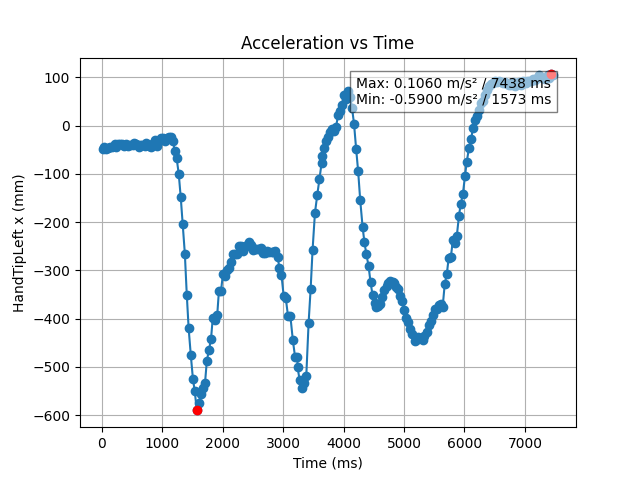 Acceleration vs Time
Max: 0.1060 m/s² / 7438 ms
Min: -0.5900 m/s² / 1573 ms
HandTipLeft x (mm)
100
0
−100
−200
−300
−400
−500
−600
0 1000 2000 3000 4000 5000 6000 7000
Time (ms)